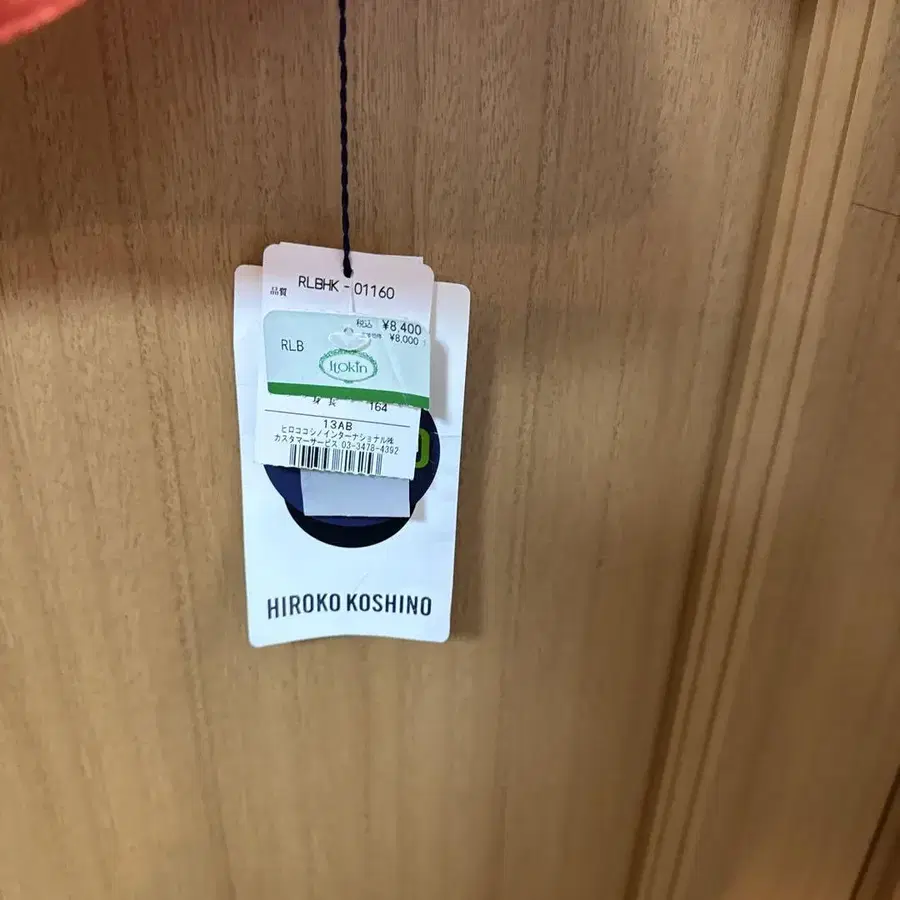 RLBHK-01160
品質
税込 ¥8,400
¥8,000
RLB
Itokin
身長 164
13AB
ヒロココシノインターナショナル㈱
カスタマーサービス 03-3478-4392
HIROKO KOSHINO